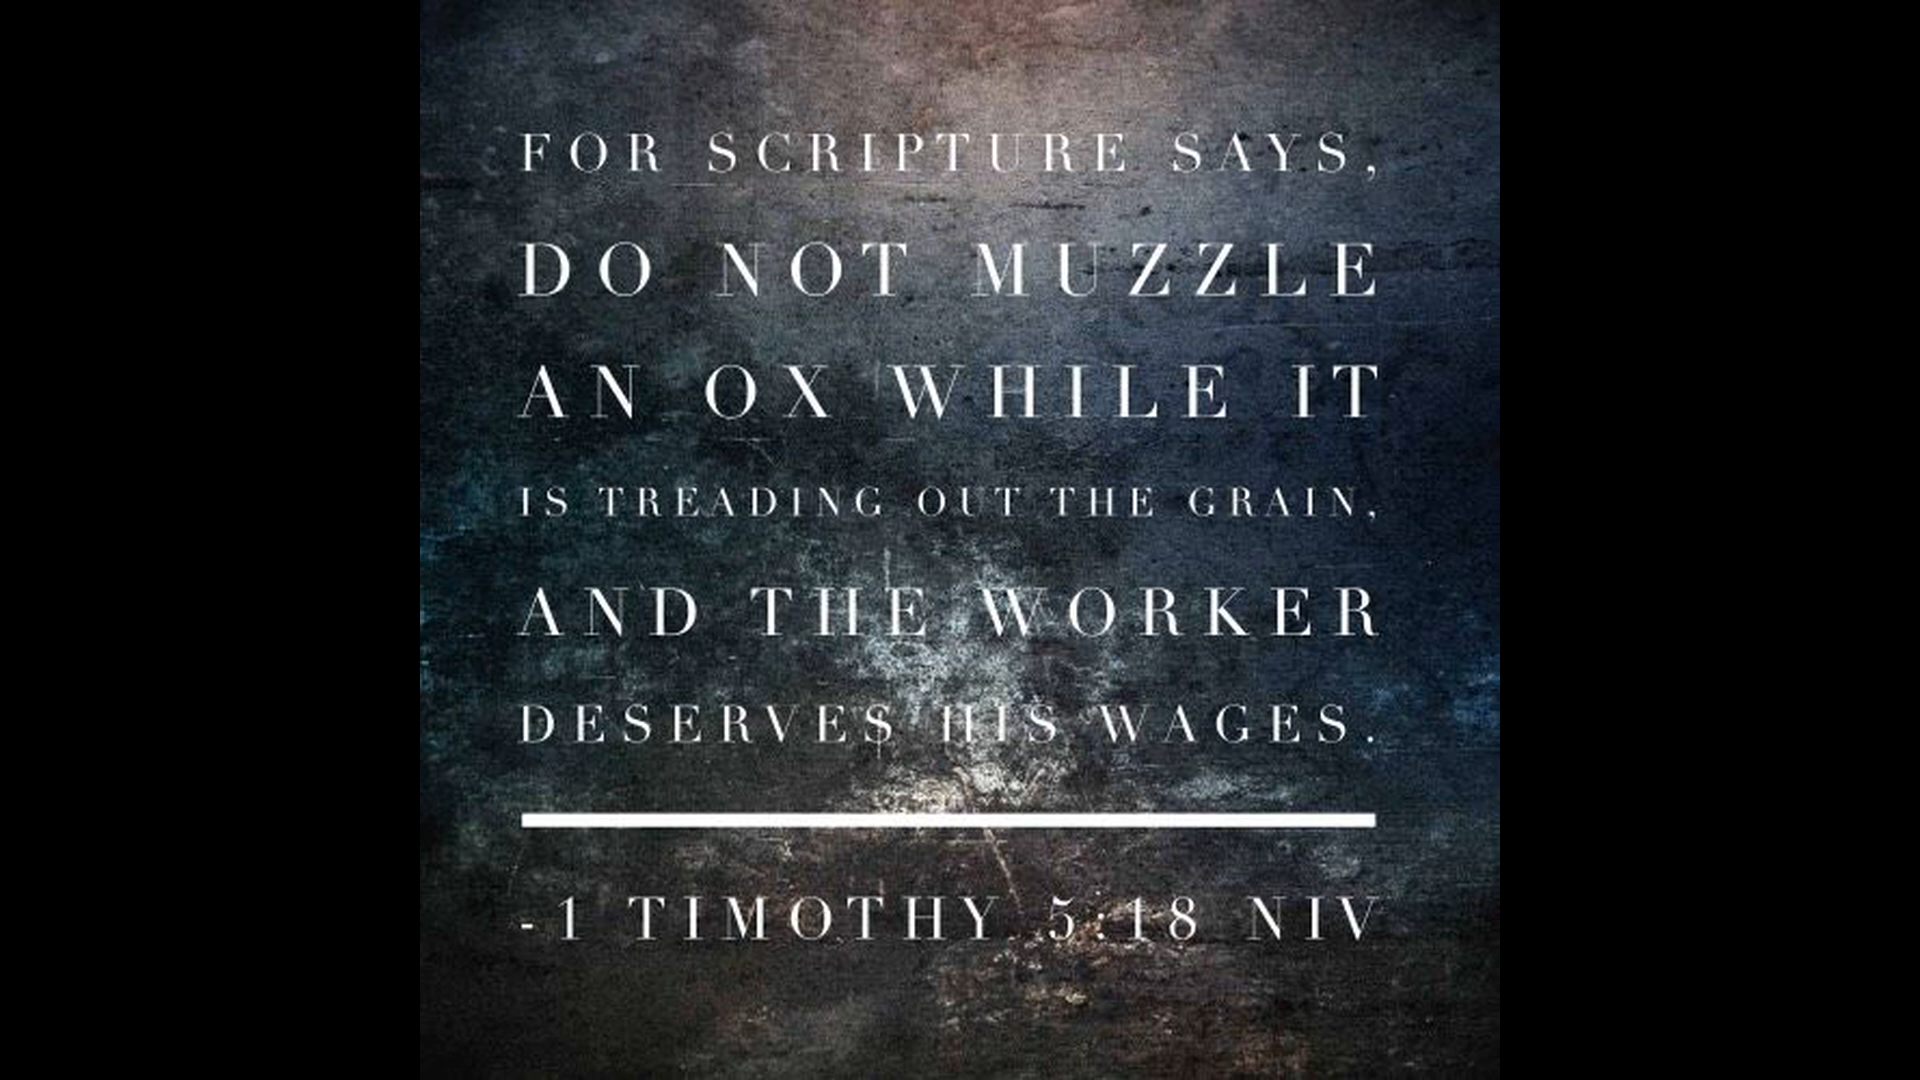 FOR SCRIPTURE SAYS,
DO NOT MUZZLE
AN OX WHILE IT
IS TREADING OUT THE GRAIN,
AND THE WORKER
DESERVES HIS WAGES.
-1 TIMOTHY 5:18 NIV